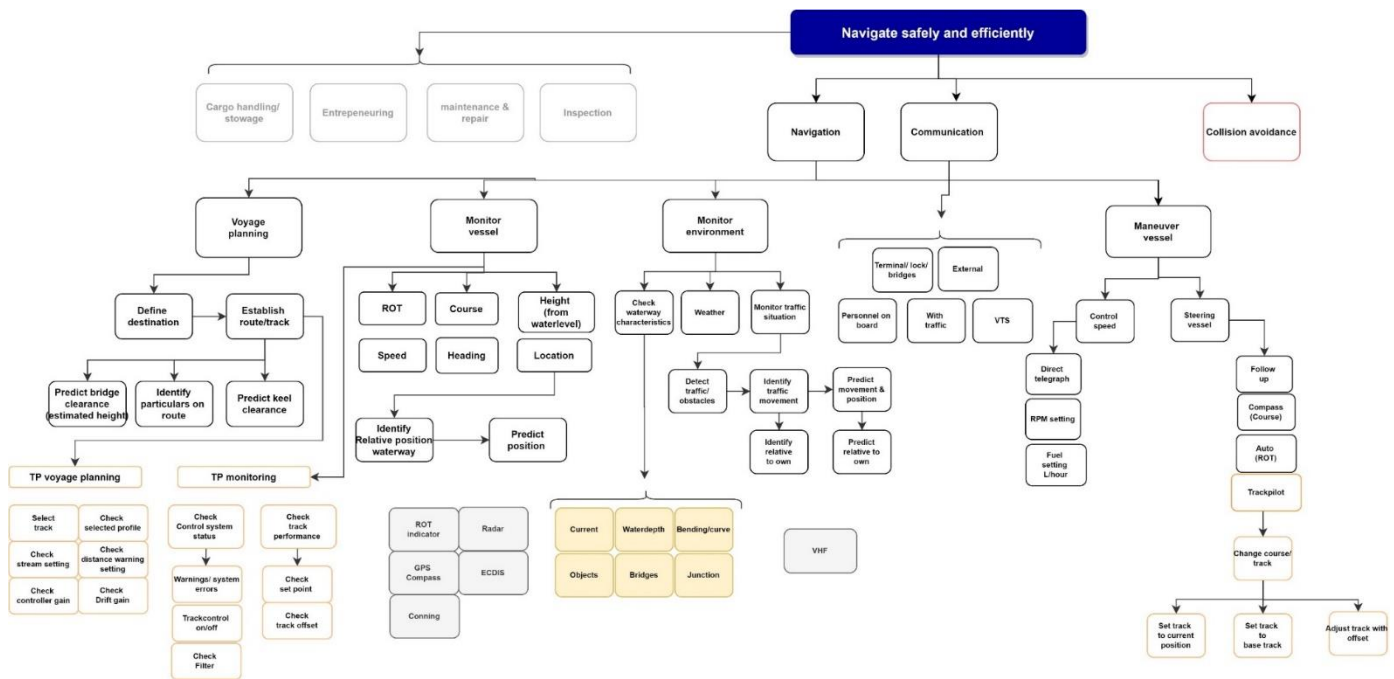 Navigate safely and efficiently
Cargo handling/
stowage
Entrepeneuring
maintenance &
repair
Inspection
Navigation
Communication
Collision avoidance
Voyage
planning
Monitor
vessel
Monitor
environment
Maneuver
vessel
Terminal/ lock/
bridges
External
Personnel on
board
With
traffic
VTS
Define
destination
Establish
route/track
ROT
Course
Height
(from
waterlevel)
Check
waterway
characteristics
Weather
Monitor traffic
situation
Control
speed
Steering
vessel
Speed
Heading
Location
Predict bridge
clearance
(estimated height)
Identify
particulars on
route
Predict keel
clearance
Detect
traffic/
obstacles
Identify
traffic
movement
Predict
movement &
position
Direct
telegraph
Follow
up
Identify
Relative position
waterway
Predict
position
Identify
relative
to own
Predict
relative to
own
RPM setting
Compass
(Course)
Fuel
setting
L/hour
Auto
(ROT)
TP voyage planning
TP monitoring
Trackpilot
Select
track
Check
selected profile
Check
stream setting
Check
distance warning
setting
Check
controller gain
Check
Drift gain
Check
Control system
status
Check
track
performance
Warnings/ system
errors
Check
set point
Trackcontrol
on/off
Check
track offset
Check
Filter
ROT
indicator
Radar
GPS
Compass
ECDIS
Conning
Current
Waterdepth
Bending/curve
Objects
Bridges
Junction
VHF
Change course/
track
Set track
to current
position
Set track
to
base track
Adjust track with
offset